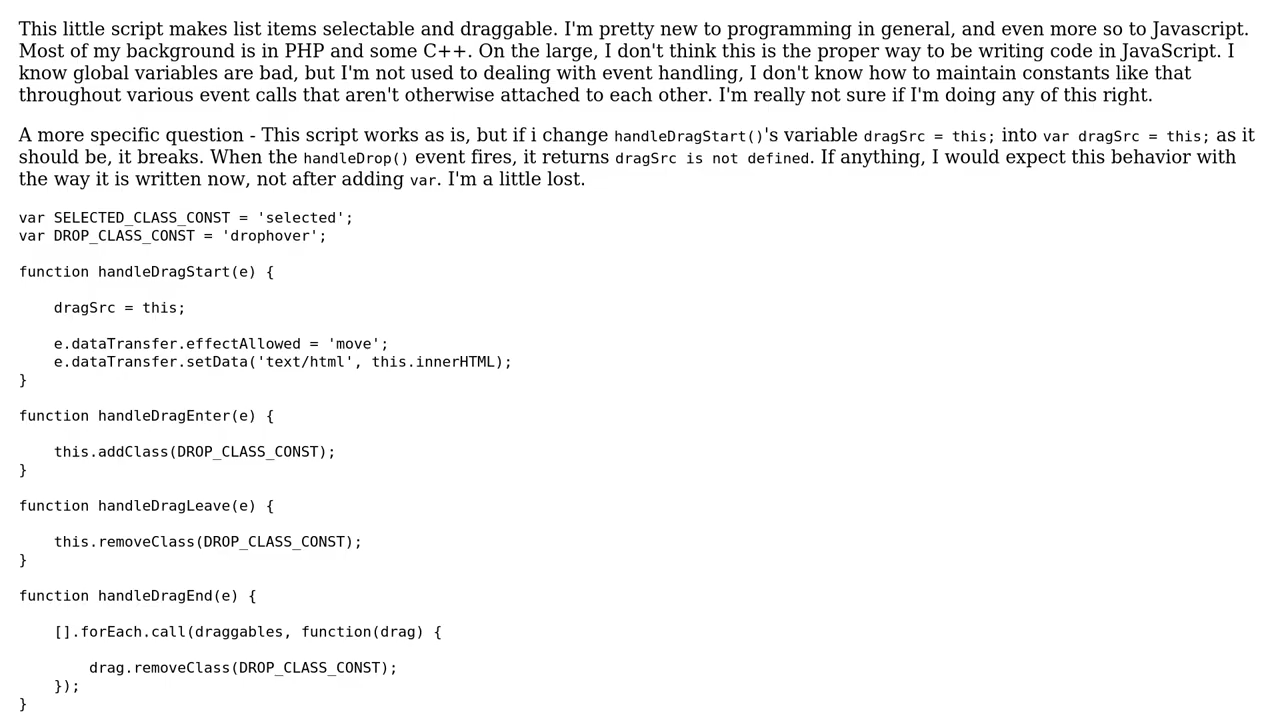 This little script makes list items selectable and draggable. I'm pretty new to programming in general, and even more so to Javascript.
Most of my background is in PHP and some C++. On the large, I don't think this is the proper way to be writing code in JavaScript. I
know global variables are bad, but I'm not used to dealing with event handling, I don't know how to maintain constants like that
throughout various event calls that aren't otherwise attached to each other. I'm really not sure if I'm doing any of this right.
A more specific question - This script works as is, but if i change handleDragStart()'s variable dragSrc = this; into var dragSrc = this; as it
should be, it breaks. When the handleDrop() event fires, it returns dragSrc is not defined. If anything, I would expect this behavior with
the way it is written now, not after adding var. I'm a little lost.
var SELECTED_CLASS_CONST = 'selected';
var DROP_CLASS_CONST = 'drophover';
function handleDragStart(e) {
    dragSrc = this;
    e.dataTransfer.effectAllowed = 'move';
    e.dataTransfer.setData('text/html', this.innerHTML);
}
function handleDragEnter(e) {
    this.addClass(DROP_CLASS_CONST);
}
function handleDragLeave(e) {
    this.removeClass(DROP_CLASS_CONST);
}
function handleDragEnd(e) {
    [].forEach.call(draggables, function(drag) {
        drag.removeClass(DROP_CLASS_CONST);
    });
}